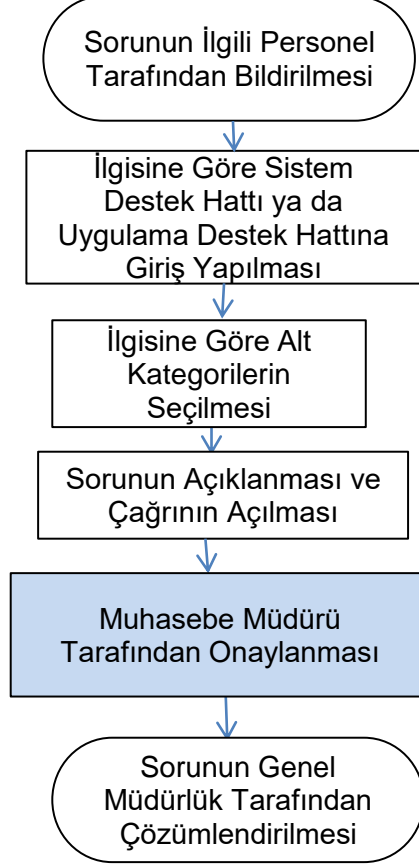 Sorunun İlgili Personel
Tarafından Bildirilmesi
İlgisine Göre Sistem
Destek Hattı ya da
Uygulama Destek Hattına
Giriş Yapılması
İlgisine Göre Alt
Kategorilerin
Seçilmesi
Sorunun Açıklanması ve
Çağrının Açılması
Muhasebe Müdürü
Tarafından Onaylanması
Sorunun Genel
Müdürlük Tarafından
Çözümlendirilmesi